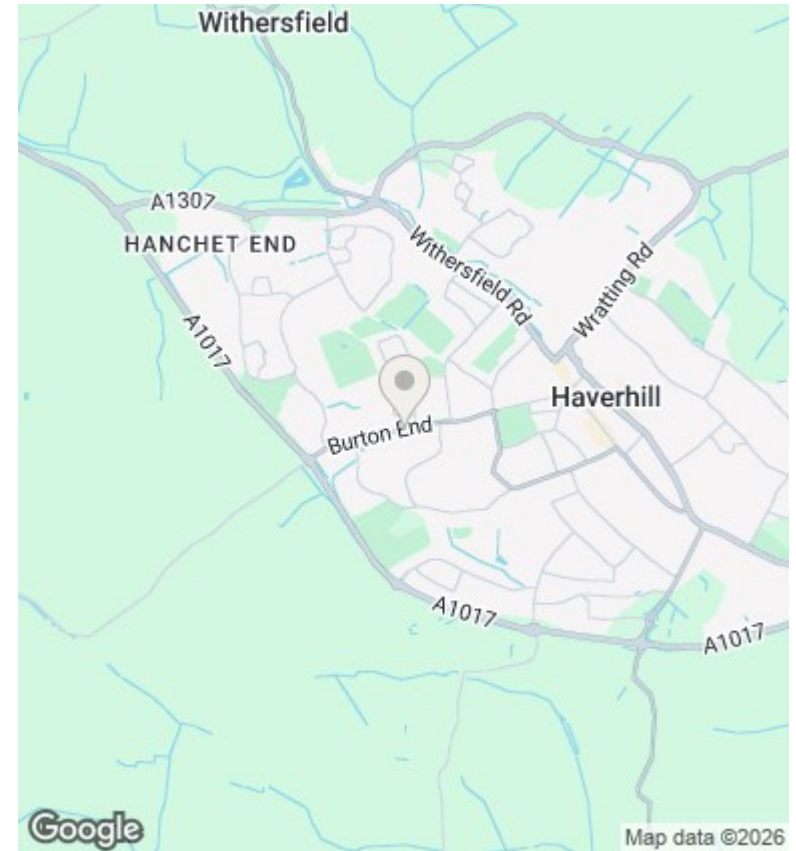 Withersfield
A1307
HANCHET END
Withersfield Rd
Wratting Rd
A1017
Haverhill
Burton End
A1017
A1017
Google
Map data ©2026